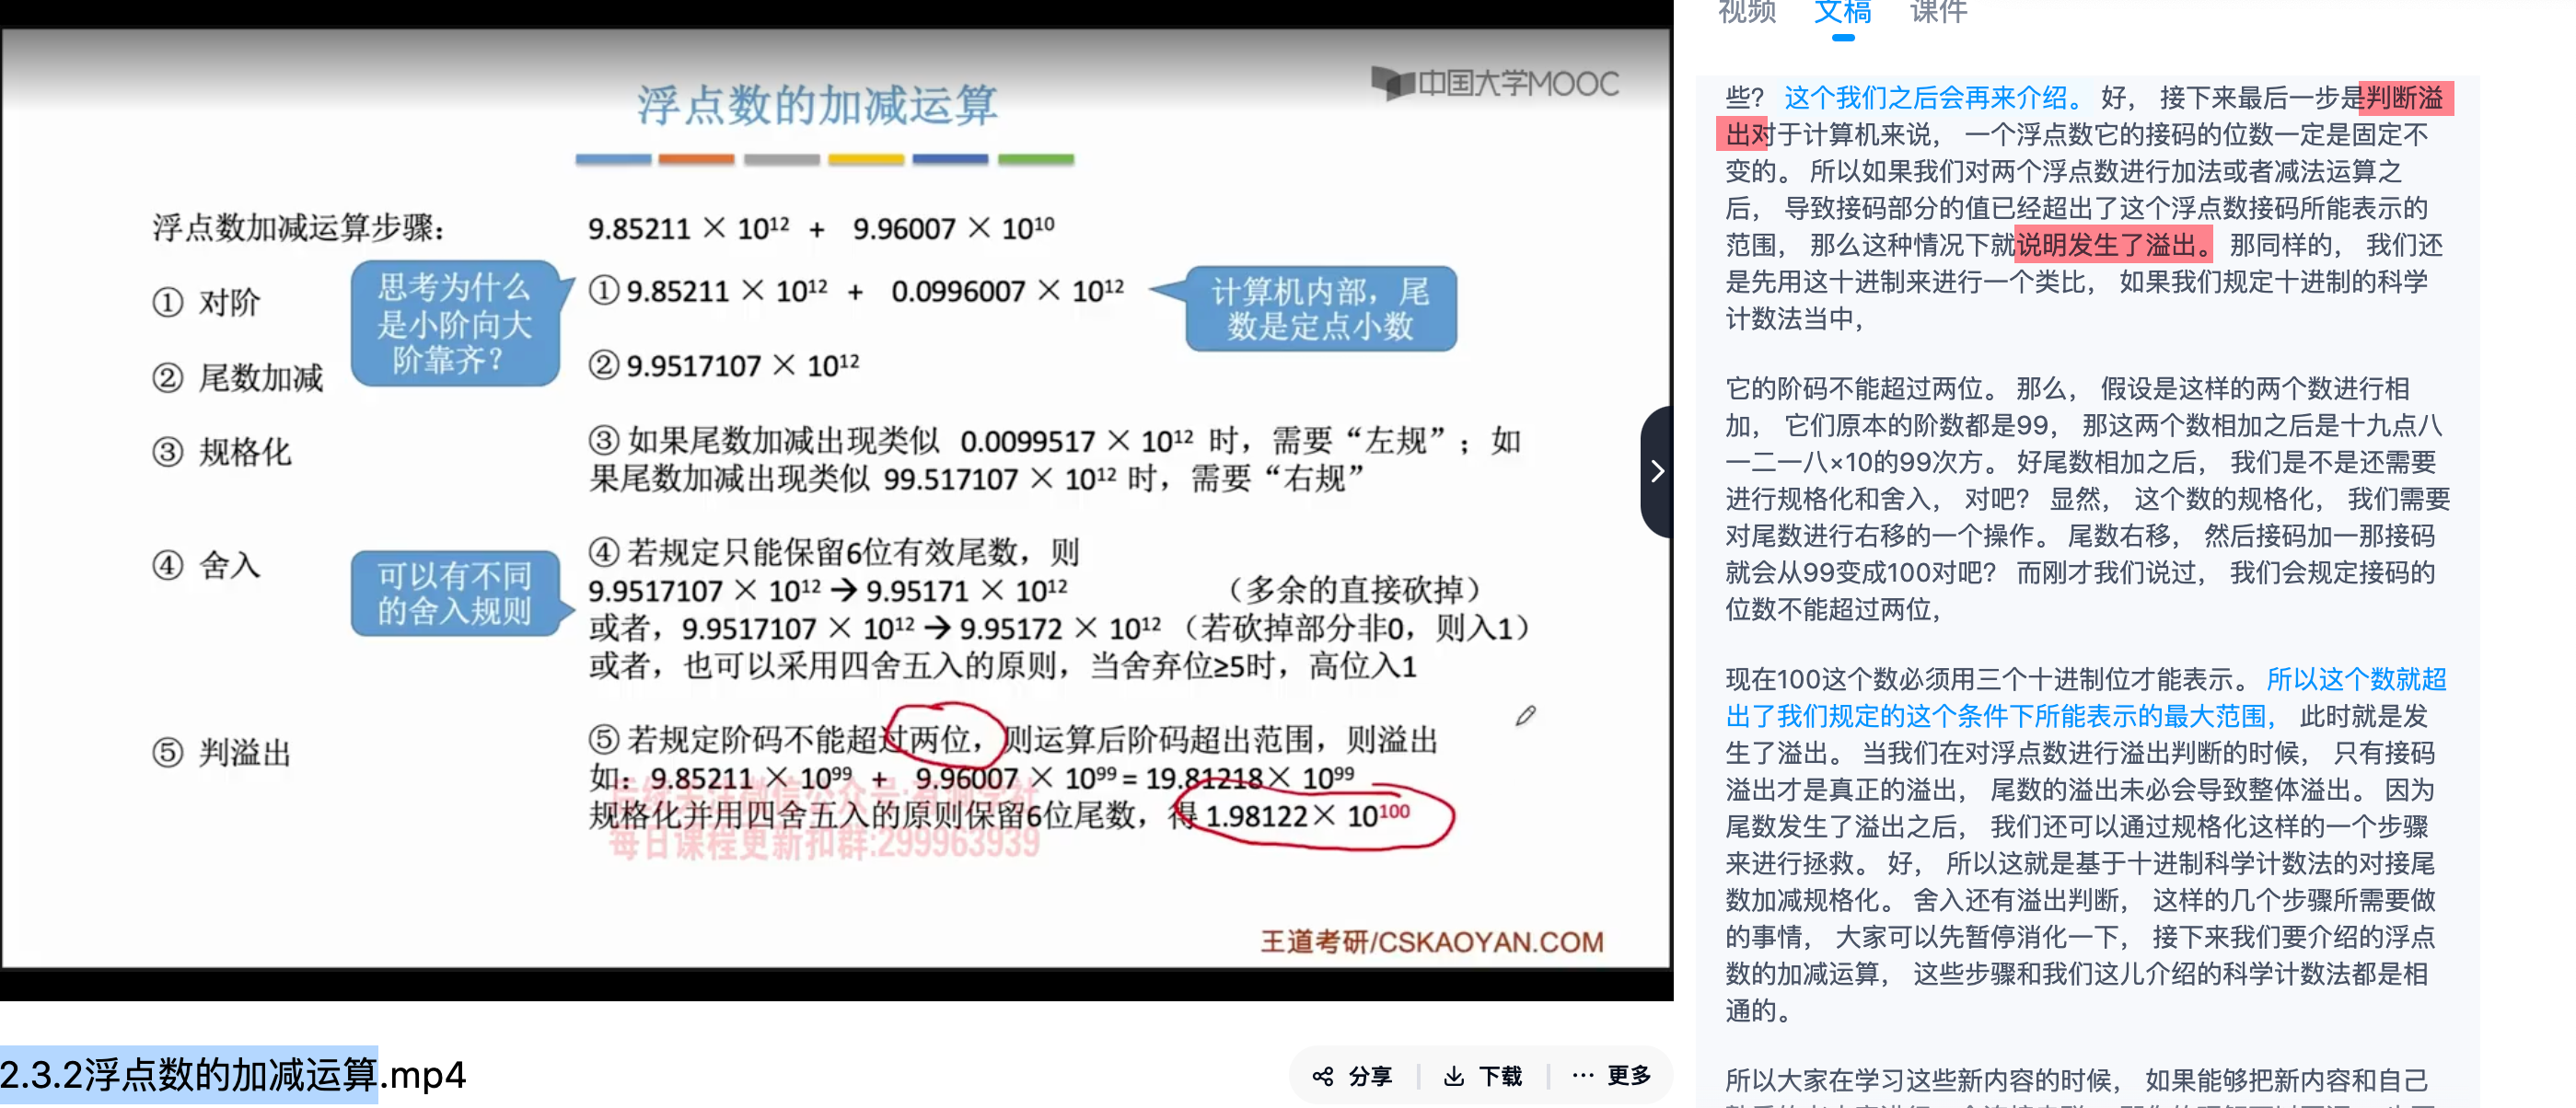 中国大学MOOC
浮点数的加减运算
浮点数加减运算步骤：
9.85211 × 10¹² + 9.96007 × 10¹⁰
① 对阶
思考为什么
是小阶向大
阶靠齐？
① 9.85211 × 10¹² + 0.0996007 × 10¹²
计算机内部，尾
数是定点小数
② 尾数加减
② 9.9517107 × 10¹²
③ 规格化
③ 如果尾数加减出现类似 0.0099517 × 10¹² 时，需要“左规”；如
果尾数加减出现类似 99.517107 × 10¹² 时，需要“右规”
④ 舍入
可以有不同
的舍入规则
④ 若规定只能保留6位有效尾数，则
9.9517107 × 10¹² → 9.95171 × 10¹² （多余的直接砍掉）
或者，9.9517107 × 10¹² → 9.95172 × 10¹² （若砍掉部分非0，则入1）
或者，也可以采用四舍五入的原则，当舍弃位≥5时，高位入1
⑤ 判溢出
⑤ 若规定阶码不能超过两位，则运算后阶码超出范围，则溢出
如：9.85211 × 10⁹⁹ + 9.96007 × 10⁹⁹ = 19.81218× 10⁹⁹
规格化并用四舍五入的原则保留6位尾数，得 1.98122× 10¹⁰⁰
每日课程更新扣群:299963939
王道考研/CSKAOYAN.COM
2.3.2浮点数的加减运算.mp4
分享
下载
··· 更多
视频 文稿 课件
些？ 这个我们之后会再来介绍。 好， 接下来最后一步是判断溢
出对于计算机来说， 一个浮点数它的接码的位数一定是固定不
变的。 所以如果我们对两个浮点数进行加法或者减法运算之
后， 导致接码部分的值已经超出了这个浮点数接码所能表示的
范围， 那么这种情况下就说明发生了溢出。 那同样的， 我们还
是先用这十进制来进行一个类比， 如果我们规定十进制的科学
计数法当中，
它的阶码不能超过两位。 那么， 假设是这样的两个数进行相
加， 它们原本的阶数都是99， 那这两个数相加之后是十九点八
一二一八×10的99次方。 好尾数相加之后， 我们是不是还需要
进行规格化和舍入， 对吧？ 显然， 这个数的规格化， 我们需要
对尾数进行右移的一个操作。 尾数右移， 然后接码加一那接码
就会从99变成100对吧？ 而刚才我们说过， 我们会规定接码的
位数不能超过两位，
现在100这个数必须用三个十进制位才能表示。 所以这个数就超
出了我们规定的这个条件下所能表示的最大范围， 此时就是发
生了溢出。 当我们在对浮点数进行溢出判断的时候， 只有接码
溢出才是真正的溢出， 尾数的溢出未必会导致整体溢出。 因为
尾数发生了溢出之后， 我们还可以通过规格化这样的一个步骤
来进行拯救。 好， 所以这就是基于十进制科学计数法的对接尾
数加减规格化。 舍入还有溢出判断， 这样的几个步骤所需要做
的事情， 大家可以先暂停消化一下， 接下来我们要介绍的浮点
数的加减运算， 这些步骤和我们这儿介绍的科学计数法都是相
通的。
所以大家在学习这些新内容的时候， 如果能够把新内容和自己